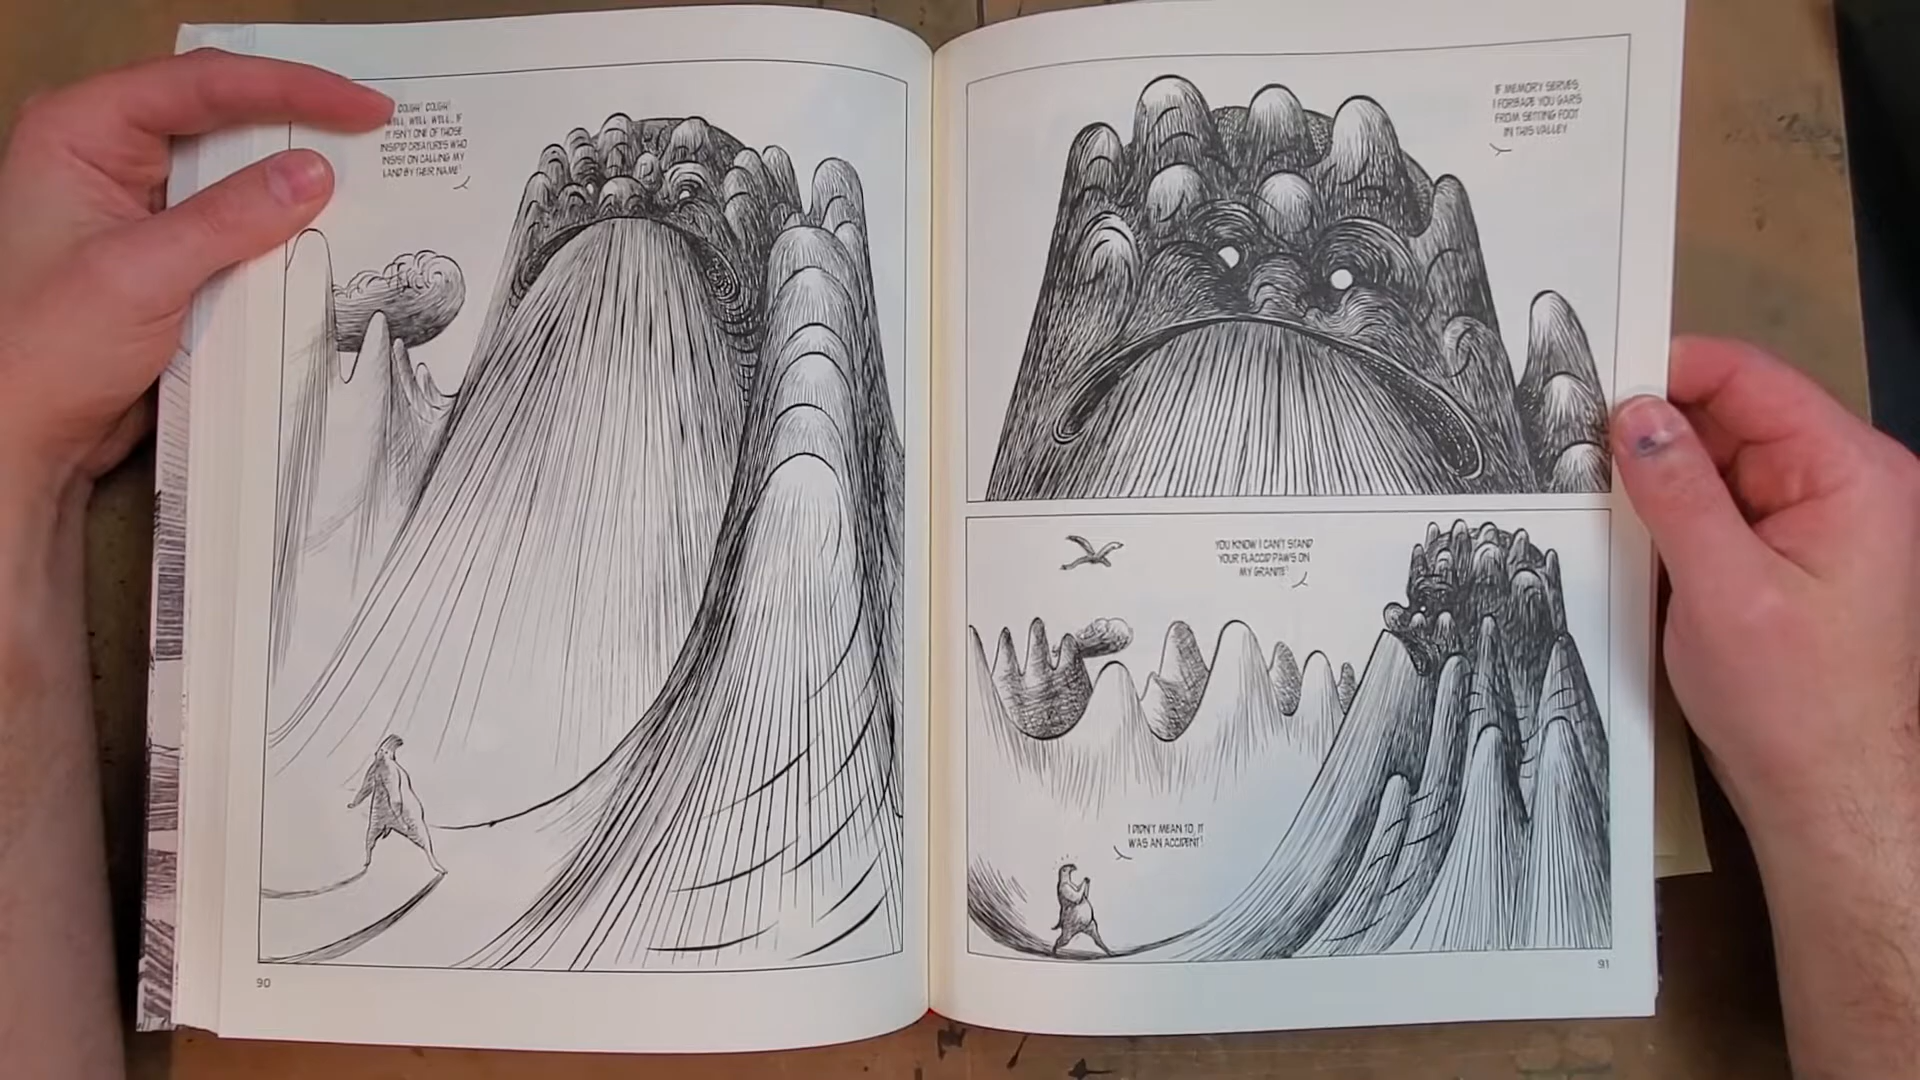 COUGH! COUGH!
WELL, WELL, WELL, IF
IT ISN'T ONE OF THOSE
INSIPID CREATURES WHO
INSIST ON CALLING MY
LAND BY THEIR NAME!
90
IF MEMORY SERVES,
I FORBADE YOU GARS
FROM SETTING FOOT
IN THIS VALLEY
YOU KNOW I CAN'T STAND
YOUR FLACCID PAWS ON
MY GRANITE!
I DIDN'T MEAN TO, IT
WAS AN ACCIDENT!
91